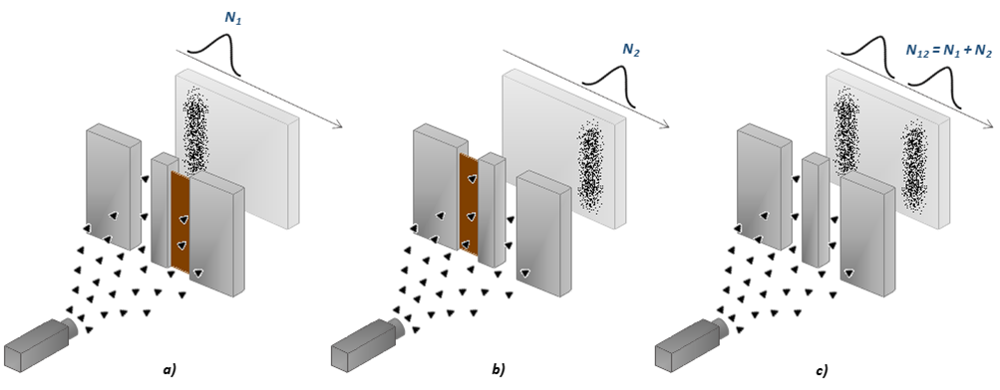 N₁
N₂
N₁₂ = N₁ + N₂
a)
b)
c)